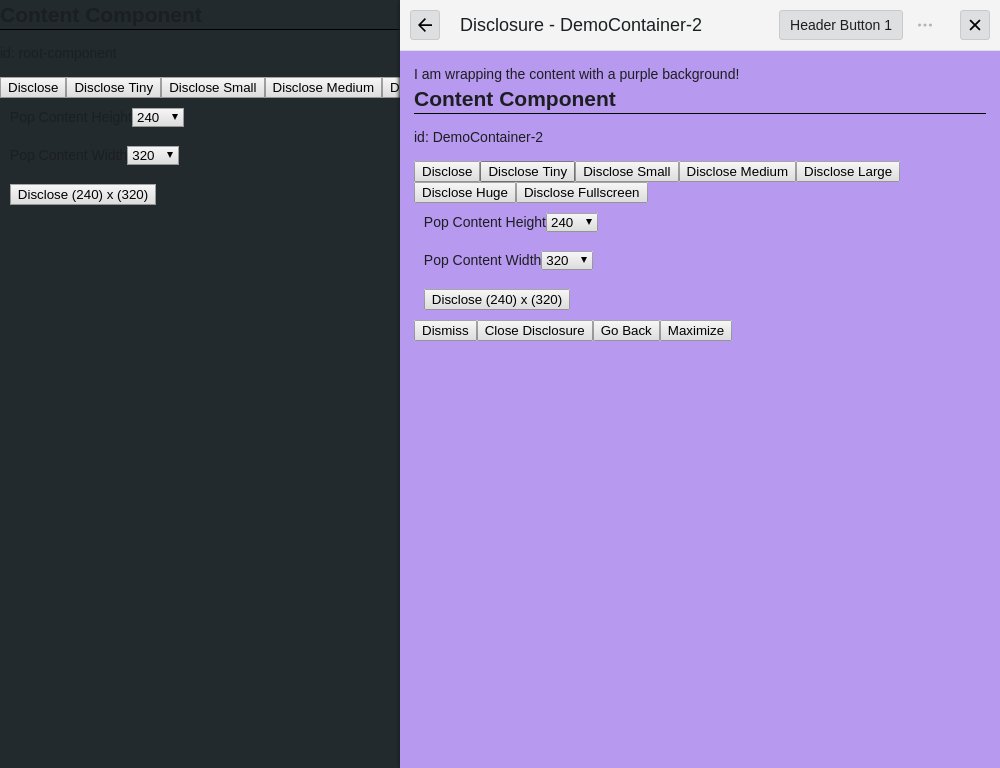 Content Component
id: root-component
Disclose Disclose Tiny Disclose Small Disclose Medium D
Pop Content Height 240
Pop Content Width 320
Disclose (240) x (320)
Disclosure - DemoContainer-2 Header Button 1
I am wrapping the content with a purple background!
Content Component
id: DemoContainer-2
Disclose Disclose Tiny Disclose Small Disclose Medium Disclose Large
Disclose Huge Disclose Fullscreen
Pop Content Height 240
Pop Content Width 320
Disclose (240) x (320)
Dismiss Close Disclosure Go Back Maximize